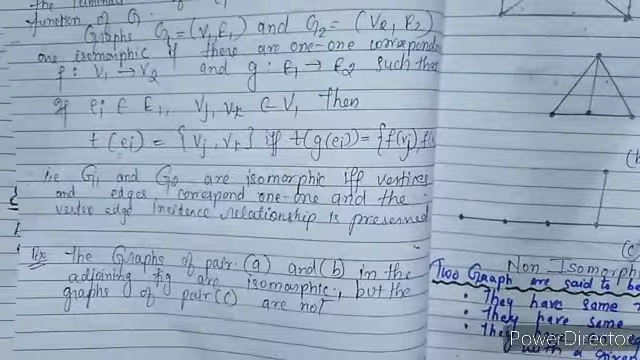 function of G.
Graphs G1 = (V1, E1) and G2 = (V2, E2)
are isomorphic if there are one-one correspond
f: V1 → V2 and g: E1 → E2 such that
if ei ∈ E1, vj, vk ∈ V1 then
t(ei) = {vj, vk} iff t(g(ei)) = {f(vj), f(
i.e G1 and G2 are isomorphic iff vertices
and edges correspond one-one and the
vertex edge incidence relationship is preserved
Ex The Graphs of pair (a) and (b) in the
adjoining fig are isomorphic, but the
graphs of pair (c) are not
(b
(c)
Non Isomorphi
Two Graph are said to be
• They have same
• they have same
• they have
with a given
PowerDirector